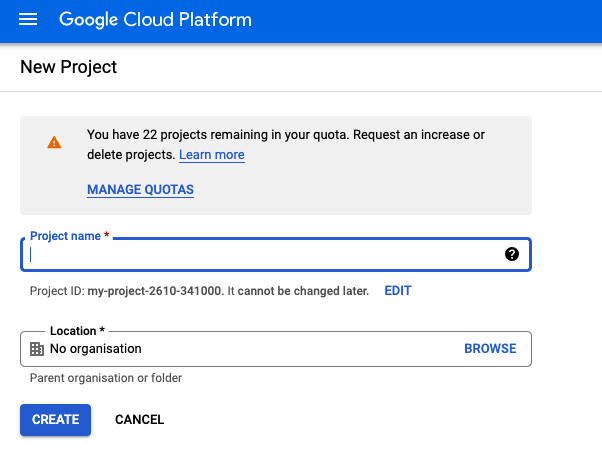 Google Cloud Platform
New Project
You have 22 projects remaining in your quota. Request an increase or
delete projects. Learn more
MANAGE QUOTAS
Project name *
Project ID: my-project-2610-341000. It cannot be changed later. EDIT
Location *
No organisation BROWSE
Parent organisation or folder
CREATE CANCEL